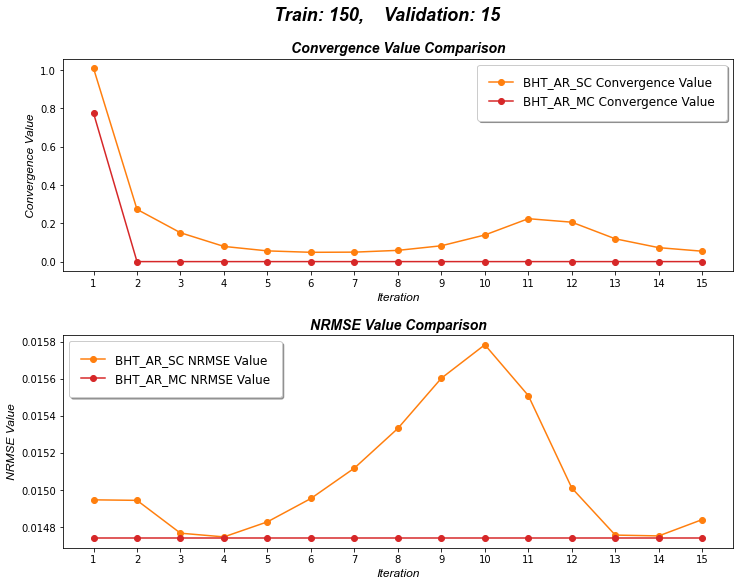 Train: 150,    Validation: 15
Convergence Value Comparison
BHT_AR_SC Convergence Value
BHT_AR_MC Convergence Value
Convergence Value
1.0
0.8
0.6
0.4
0.2
0.0
1 2 3 4 5 6 7 8 9 10 11 12 13 14 15
Iteration
NRMSE Value Comparison
BHT_AR_SC NRMSE Value
BHT_AR_MC NRMSE Value
NRMSE Value
0.0158
0.0156
0.0154
0.0152
0.0150
0.0148
1 2 3 4 5 6 7 8 9 10 11 12 13 14 15
Iteration